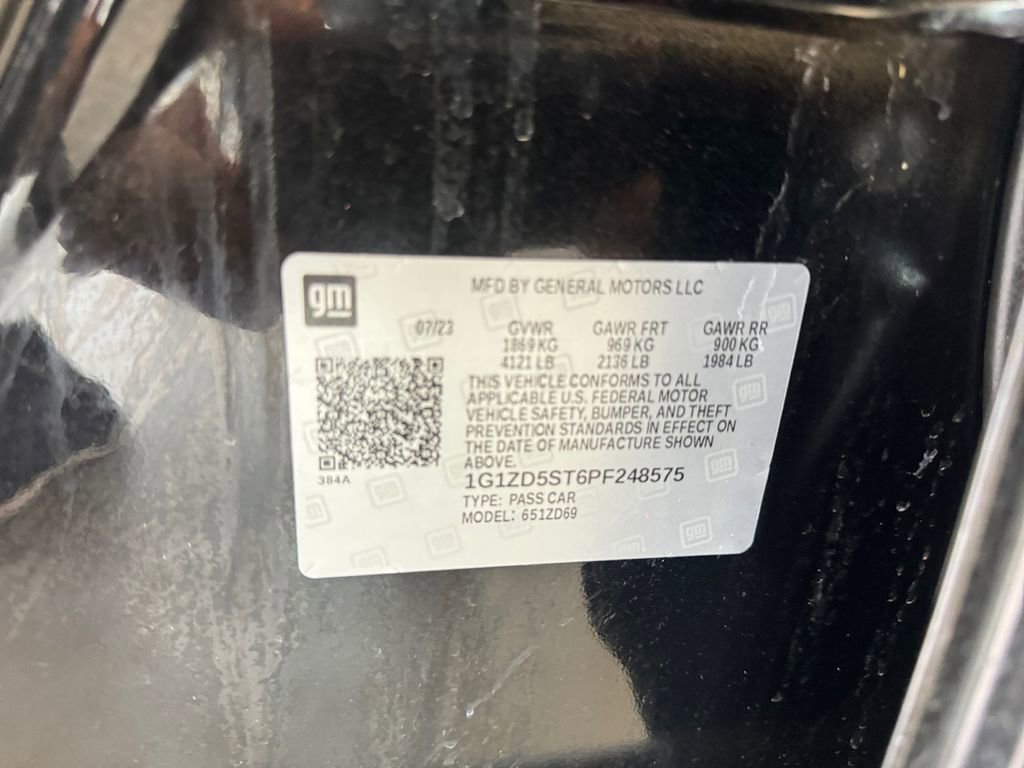 gm
MFD BY GENERAL MOTORS LLC
07/23 GVWR GAWR FRT GAWR RR
1869 KG 969 KG 900 KG
4121 LB 2136 LB 1984 LB
THIS VEHICLE CONFORMS TO ALL
APPLICABLE U.S. FEDERAL MOTOR
VEHICLE SAFETY, BUMPER, AND THEFT
PREVENTION STANDARDS IN EFFECT ON
THE DATE OF MANUFACTURE SHOWN
ABOVE.
384A
1G1ZD5ST6PF248575
TYPE: PASS CAR
MODEL: 651ZD69